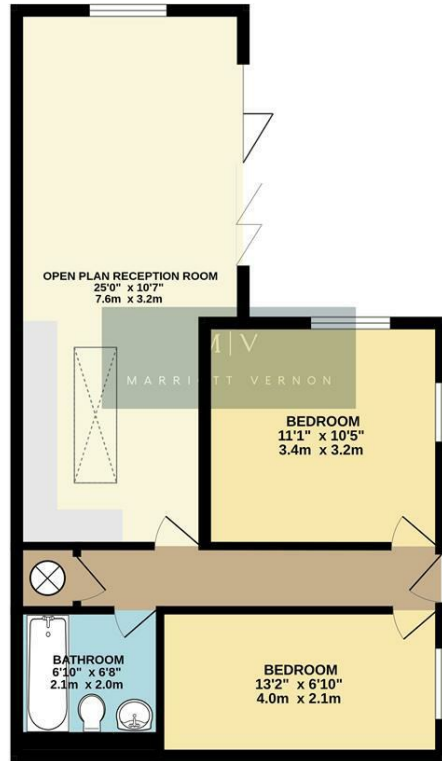 OPEN PLAN RECEPTION ROOM
25'0" x 10'7"
7.6m x 3.2m
M|V
MARRIOTT VERNON
BEDROOM
11'1" x 10'5"
3.4m x 3.2m
BATHROOM
6'10" x 6'8"
2.1m x 2.0m
BEDROOM
13'2" x 6'10"
4.0m x 2.1m